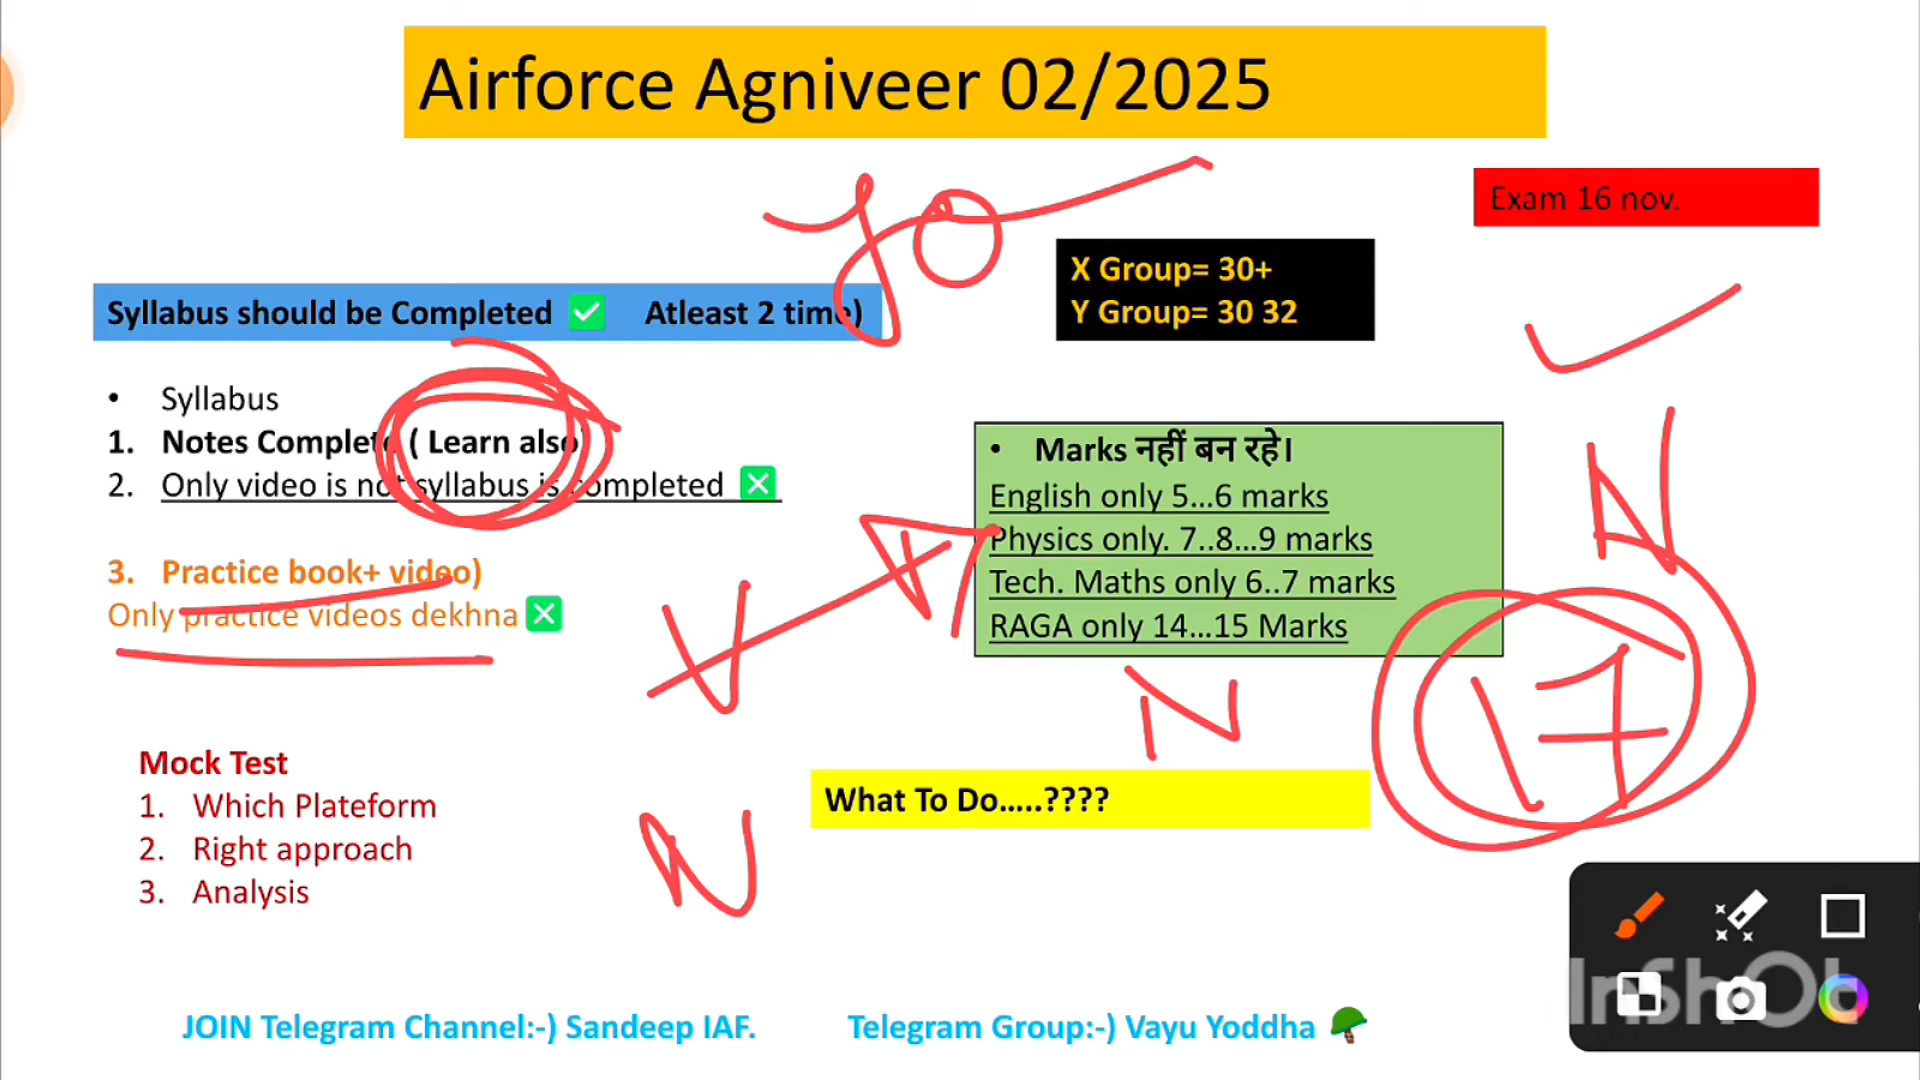 Airforce Agniveer 02/2025
Exam 16 nov.
X Group= 30+
Y Group= 30 32
Syllabus should be Completed ✅ Atleast 2 time)
• Syllabus
1. Notes Complete ( Learn also)
2. Only video is not syllabus is completed ❎
3. Practice book+ video)
Only practice videos dekhna ❎
• Marks नहीं बन रहे।
English only 5...6 marks
Physics only. 7..8...9 marks
Tech. Maths only 6..7 marks
RAGA only 14...15 Marks
N
17
N
N
Mock Test
1. Which Plateform
2. Right approach
3. Analysis
What To Do.....????
JOIN Telegram Channel:-) Sandeep IAF.
Telegram Group:-) Vayu Yoddha
InShOt